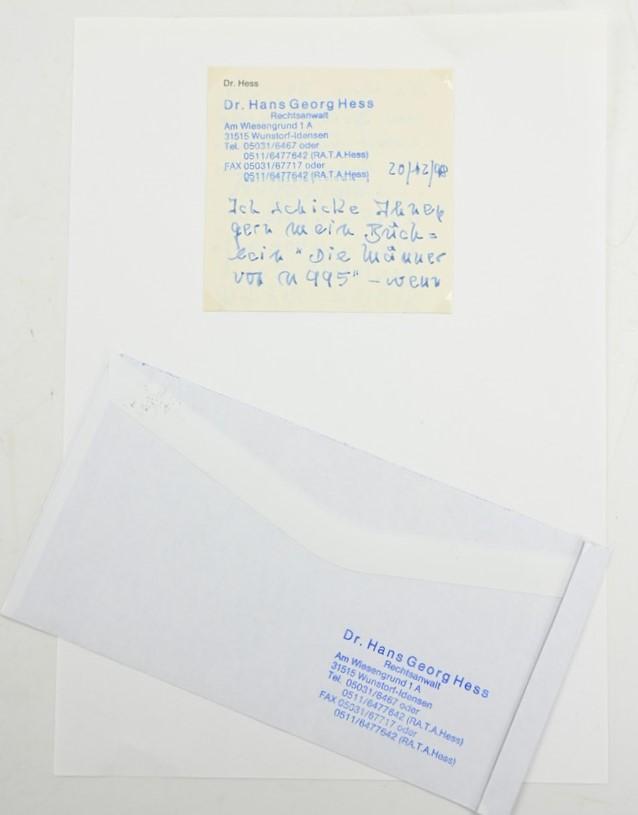 Dr. Hess
Dr. Hans Georg Hess
Rechtsanwalt
Am Wiesengrund 1 A
31515 Wunstorf-Idensen
Tel. 05031/6467 oder
0511/6477642 (RA.T.A.Hess)
FAX 05031/67717 oder
0511/6477642 (RA.T.A.Hess)
20/12/98
Ich schicke Ihnen
gern mein Büch=
lein "Die Männer
von U 995" – wenn
Dr. Hans Georg Hess
Rechtsanwalt
Am Wiesengrund 1 A
31515 Wunstorf-Idensen
Tel. 05031/6467 oder
0511/6477642 (RA.T.A.Hess)
FAX 05031/67717 oder
0511/6477642 (RA.T.A.Hess)